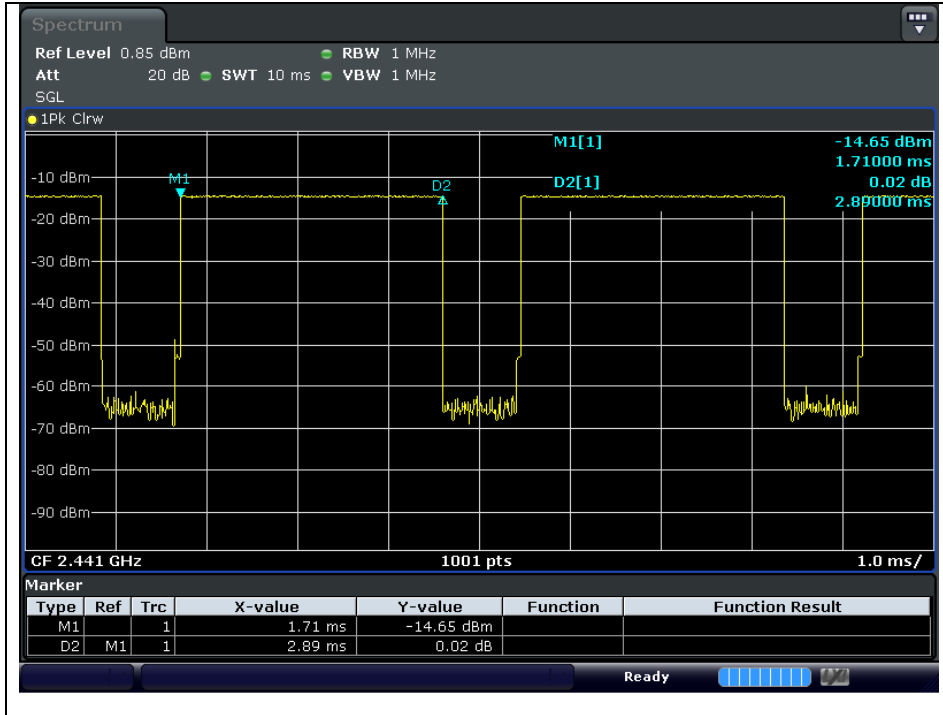 Spectrum
Ref Level 0.85 dBm RBW 1 MHz
Att 20 dB SWT 10 ms VBW 1 MHz
SGL
1Pk Clrw
M1[1] -14.65 dBm
1.71000 ms
D2[1] 0.02 dB
2.89000 ms
M1
D2
-10 dBm
-20 dBm
-30 dBm
-40 dBm
-50 dBm
-60 dBm
-70 dBm
-80 dBm
-90 dBm
CF 2.441 GHz 1001 pts 1.0 ms/
Marker
Type Ref Trc X-value Y-value Function Function Result
M1 1 1.71 ms -14.65 dBm
D2 M1 1 2.89 ms 0.02 dB
Ready